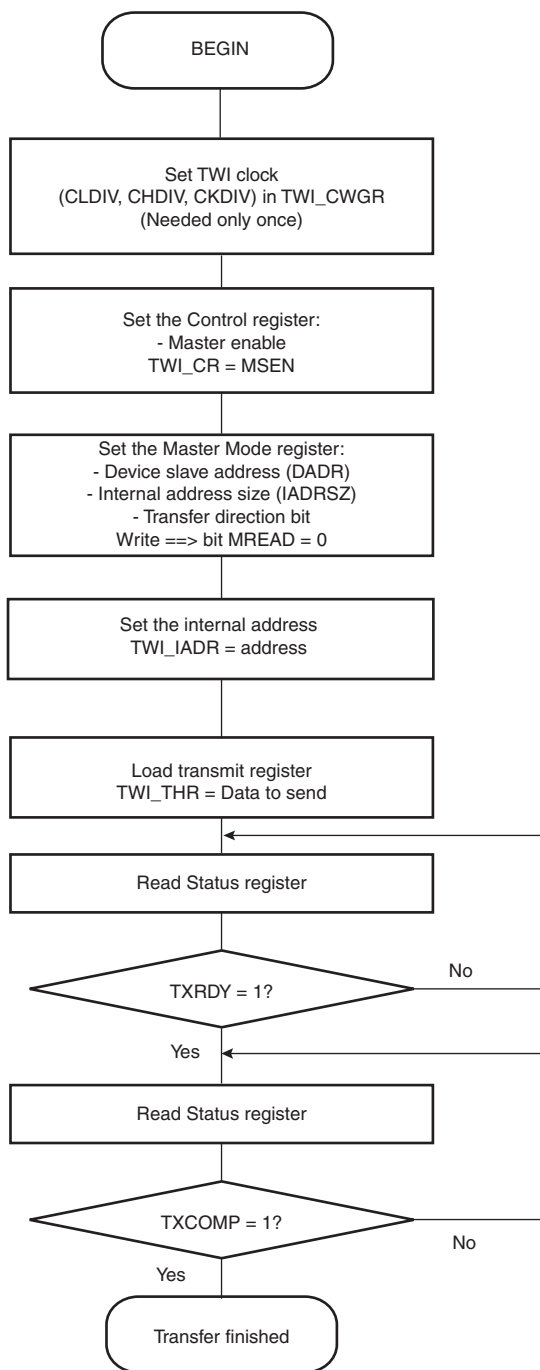 BEGIN
Set TWI clock
(CLDIV, CHDIV, CKDIV) in TWI_CWGR
(Needed only once)
Set the Control register:
- Master enable
TWI_CR = MSEN
Set the Master Mode register:
- Device slave address (DADR)
- Internal address size (IADRSZ)
- Transfer direction bit
Write ==> bit MREAD = 0
Set the internal address
TWI_IADR = address
Load transmit register
TWI_THR = Data to send
Read Status register
TXRDY = 1?
No
Yes
Read Status register
TXCOMP = 1?
No
Yes
Transfer finished